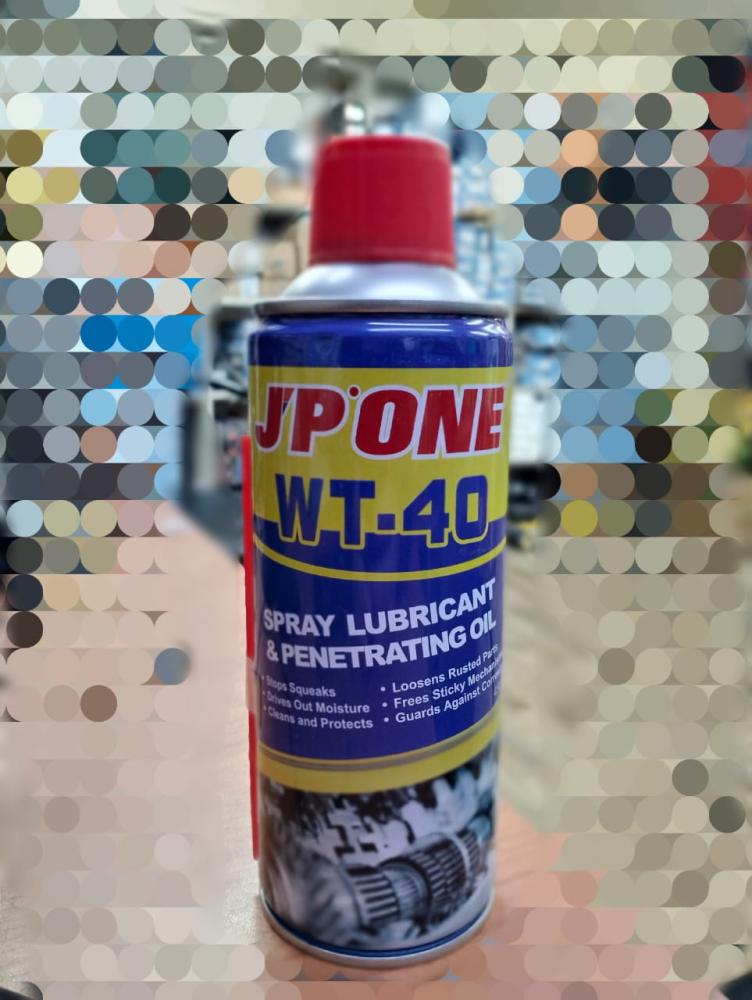 J'P'ONE
WT-40
SPRAY LUBRICANT
& PENETRATING OIL
• Stops Squeaks
• Drives Out Moisture
• Cleans and Protects
• Loosens Rusted Parts
• Frees Sticky
• Guards Against